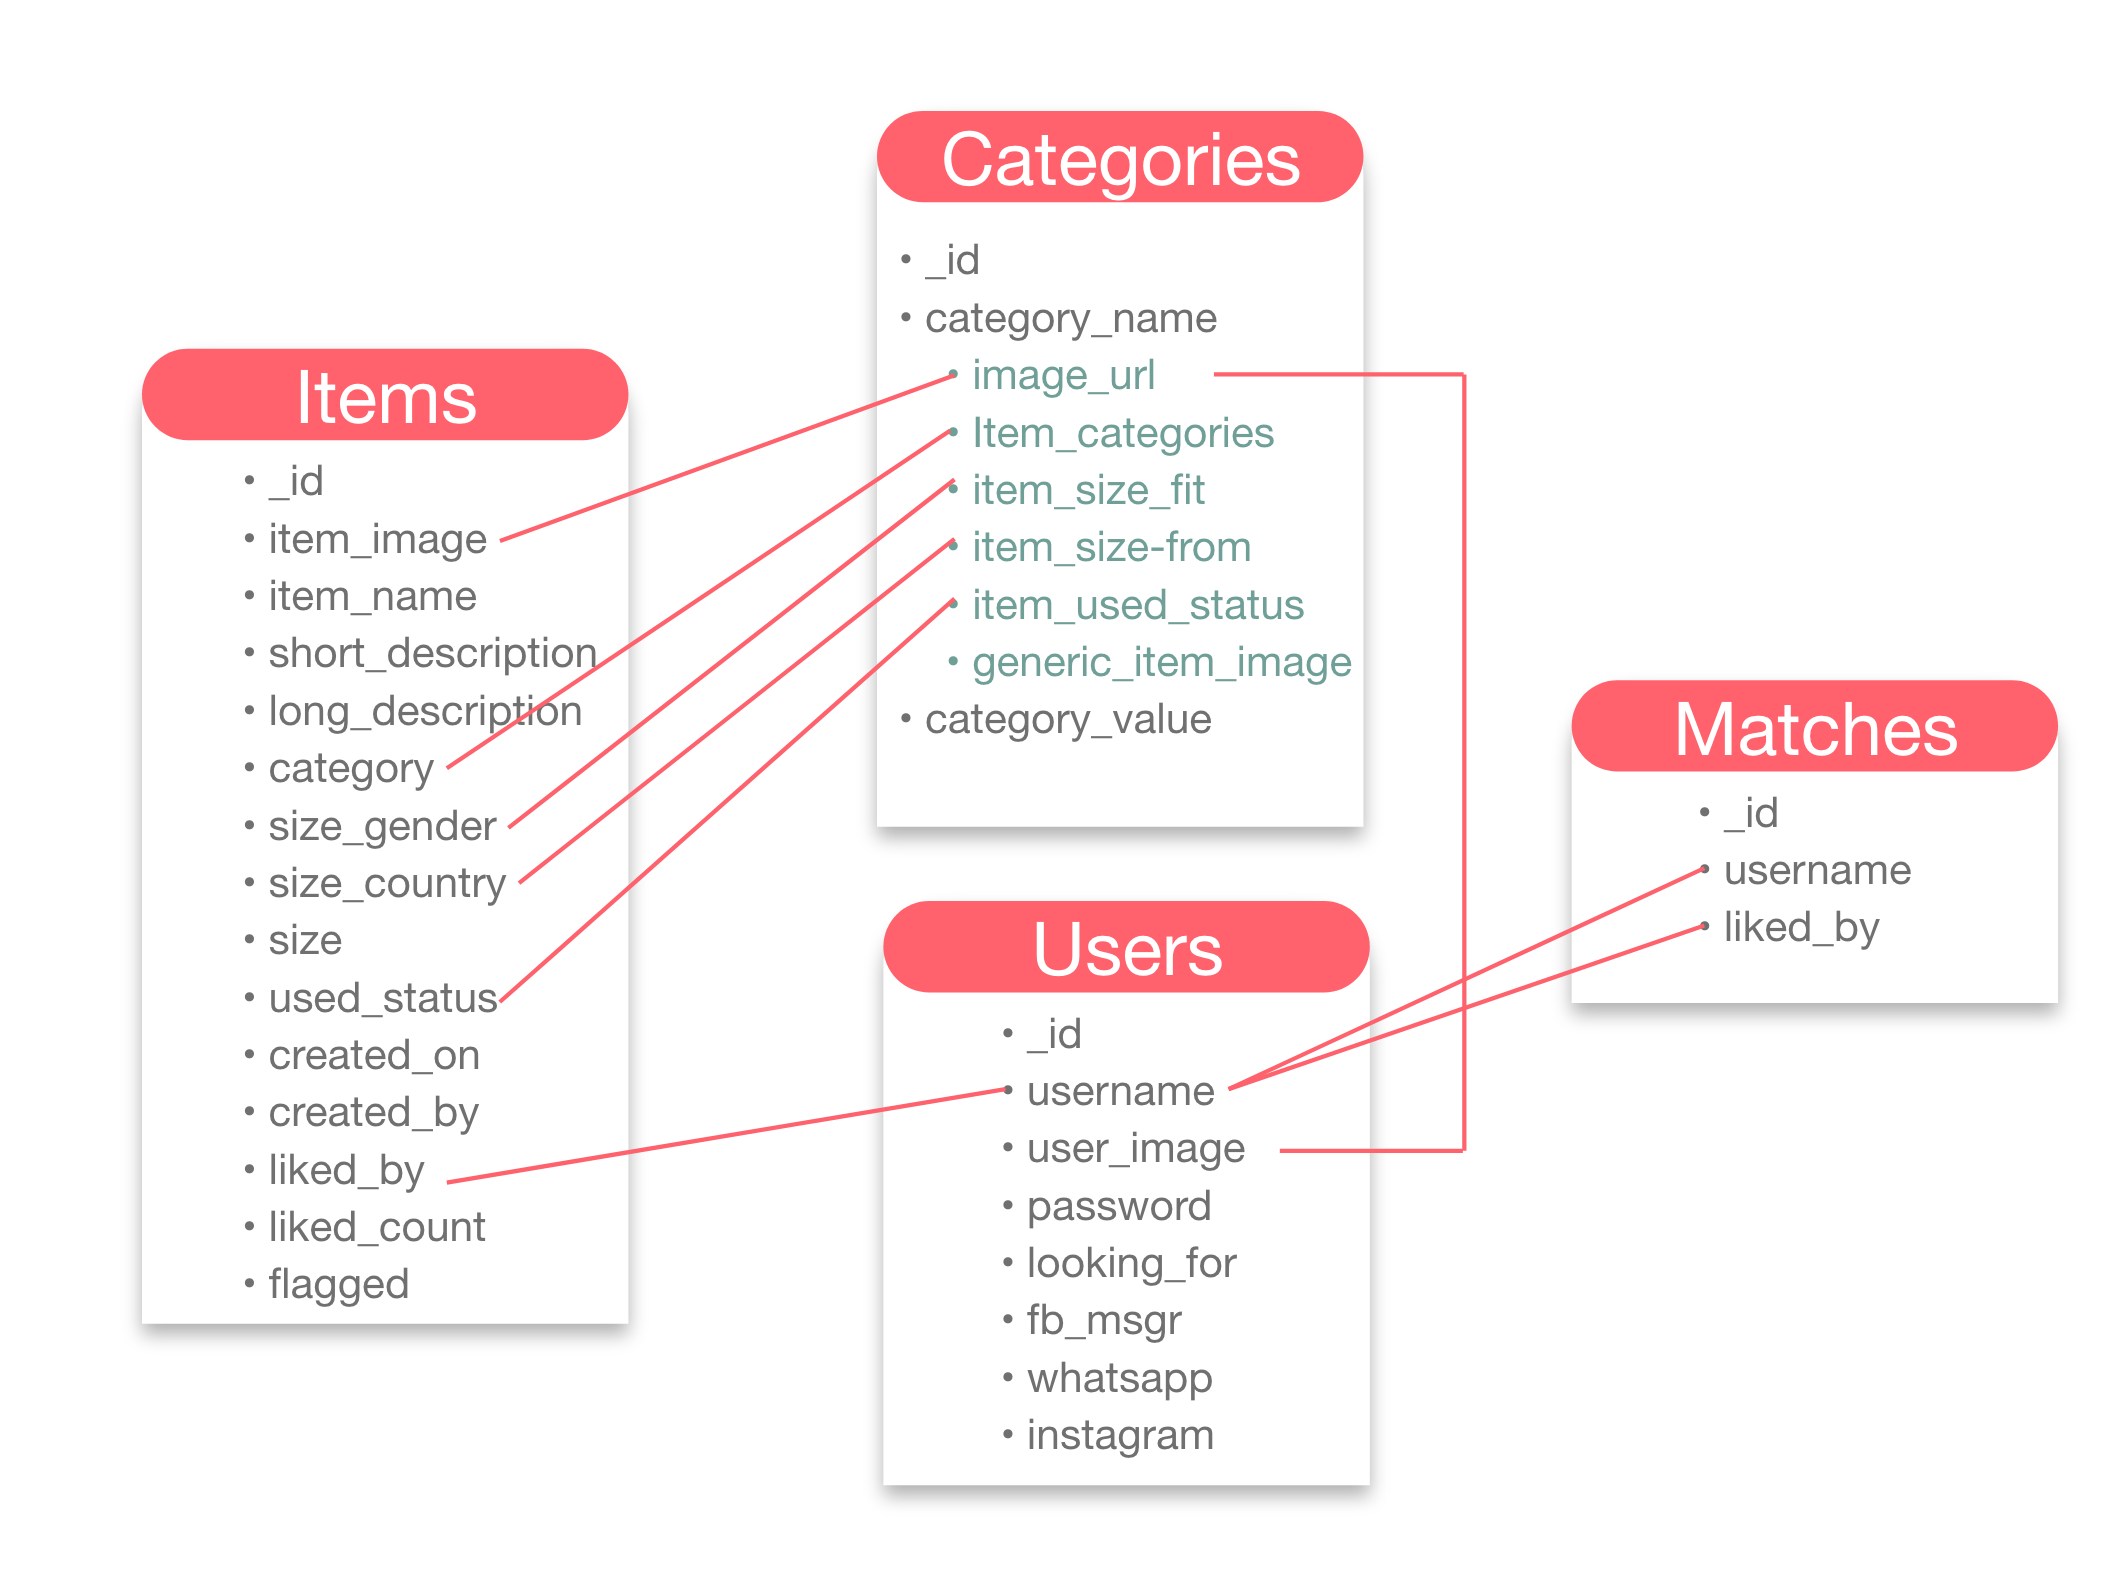 Categories
• _id
• category_name
• image_url
• Item_categories
• item_size_fit
• item_size-from
• item_used_status
• generic_item_image
• category_value
Items
• _id
• item_image
• item_name
• short_description
• long_description
• category
• size_gender
• size_country
• size
• used_status
• created_on
• created_by
• liked_by
• liked_count
• flagged
Users
• _id
• username
• user_image
• password
• looking_for
• fb_msgr
• whatsapp
• instagram
Matches
• _id
• username
• liked_by